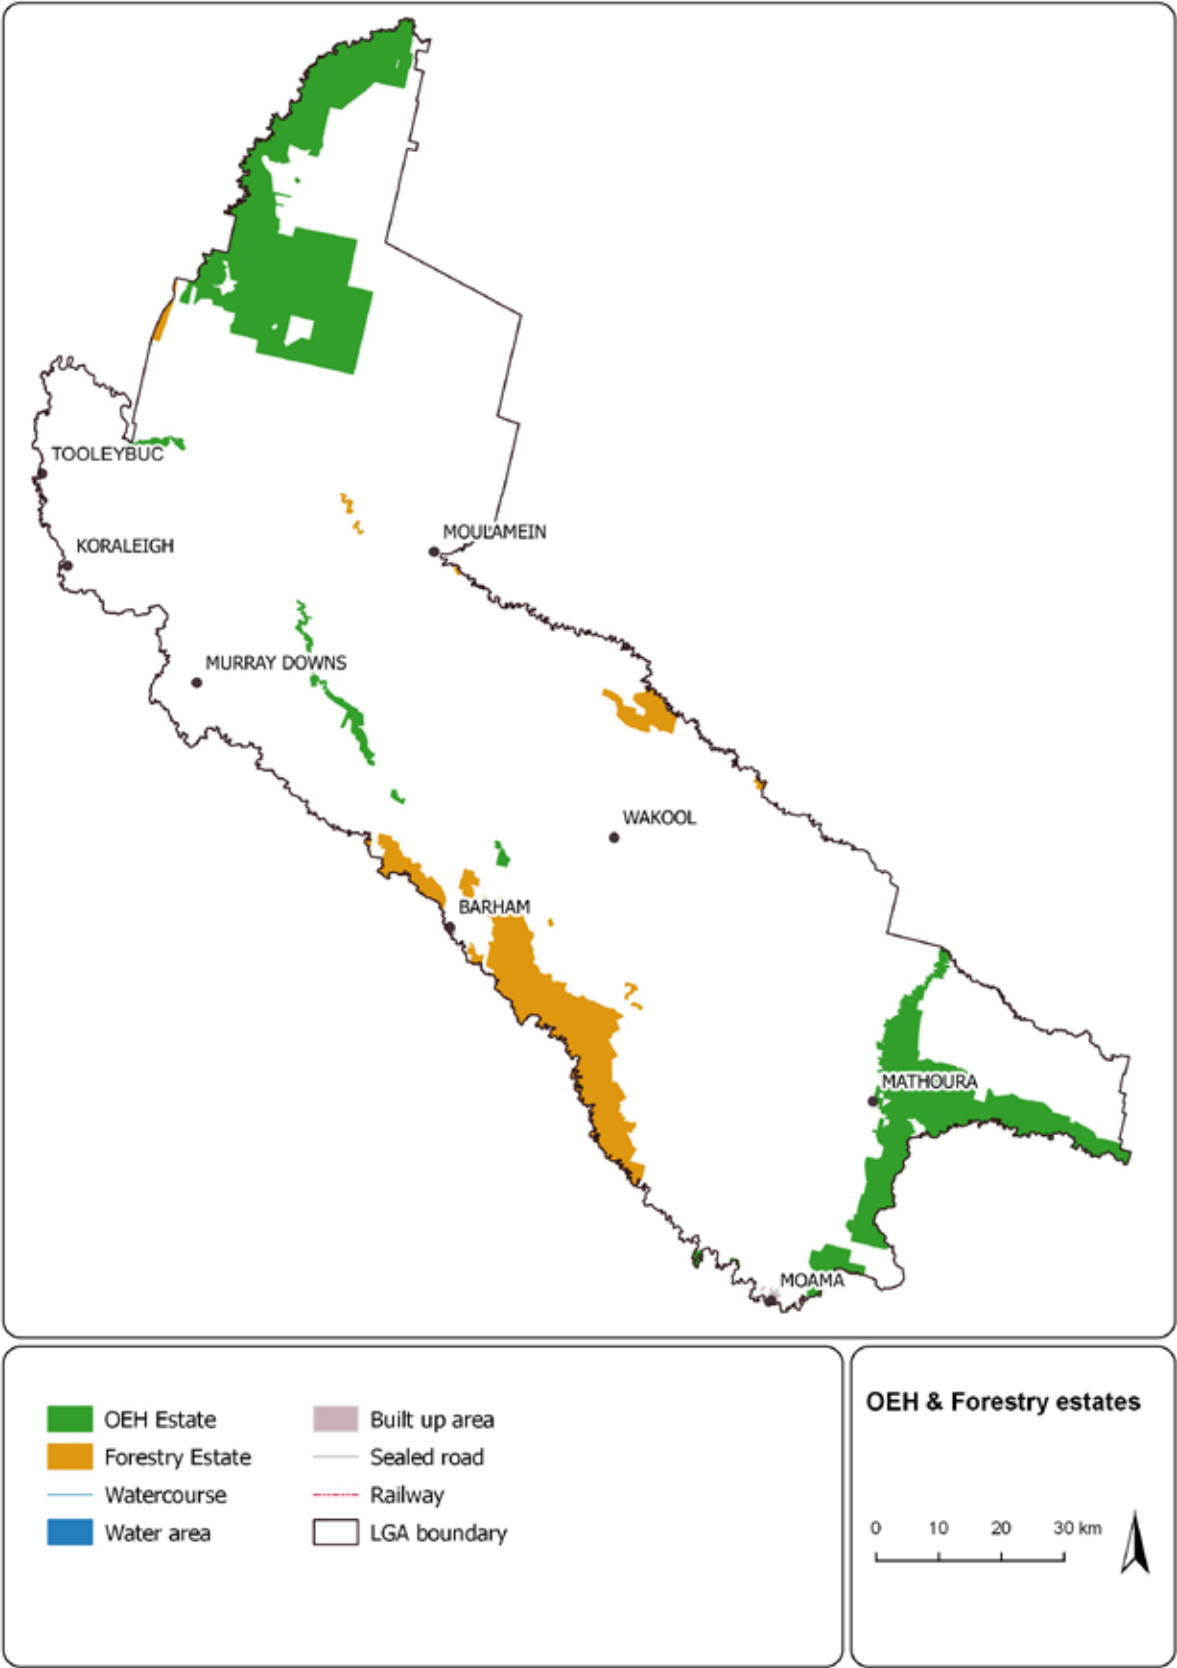 TOOLEYBUC
MOULAMEIN
KORALEIGH
MURRAY DOWNS
WAKOOL
BARHAM
MATHOURA
MOAMA
OEH Estate
Forestry Estate
Watercourse
Water area
Built up area
Sealed road
Railway
LGA boundary
OEH & Forestry estates
0 10 20 30 km